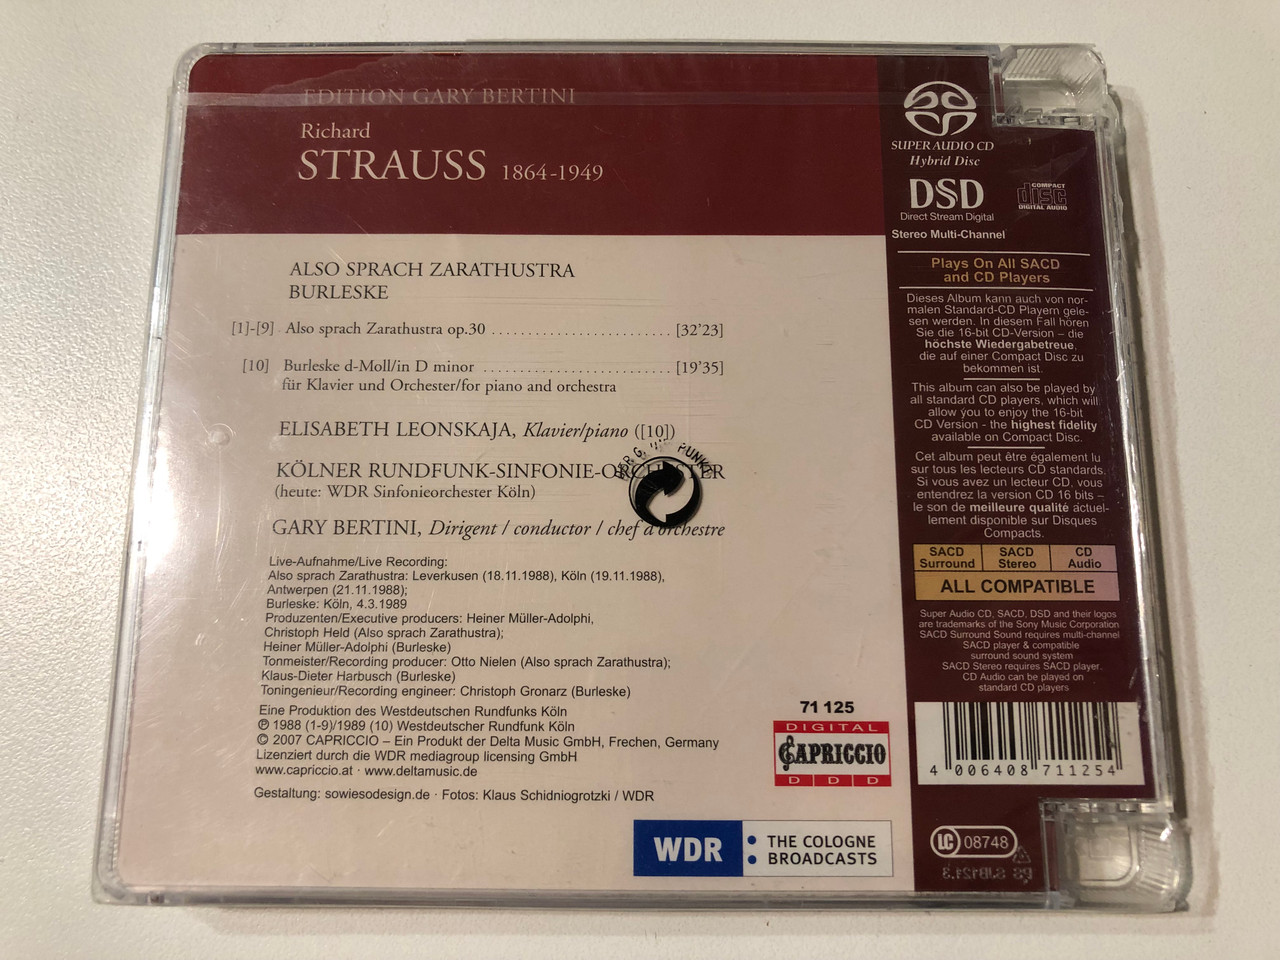 EDITION GARY BERTINI
Richard
STRAUSS 1864-1949
ALSO SPRACH ZARATHUSTRA
BURLESKE
[1]-[9] Also sprach Zarathustra op.30 ........................ [32'23]
[10] Burleske d-Moll/in D minor ......................... [19'35]
für Klavier und Orchester/for piano and orchestra
ELISABETH LEONSKAJA, Klavier/piano ([10])
KÖLNER RUNDFUNK-SINFONIE-ORCHESTER
(heute: WDR Sinfonieorchester Köln)
GARY BERTINI, Dirigent / conductor / chef d'orchestre
Live-Aufnahme/Live Recording:
Also sprach Zarathustra: Leverkusen (18.11.1988), Köln (19.11.1988),
Antwerpen (21.11.1988);
Burleske: Köln, 4.3.1989
Produzenten/Executive producers: Heiner Müller-Adolphi,
Christoph Held (Also sprach Zarathustra);
Heiner Müller-Adolphi (Burleske)
Tonmeister/Recording producer: Otto Nielen (Also sprach Zarathustra);
Klaus-Dieter Harbusch (Burleske)
Toningenieur/Recording engineer: Christoph Gronarz (Burleske)
Eine Produktion des Westdeutschen Rundfunks Köln
℗ 1988 (1-9)/1989 (10) Westdeutscher Rundfunk Köln
© 2007 CAPRICCIO – Ein Produkt der Delta Music GmbH, Frechen, Germany
Lizenziert durch die WDR mediagroup licensing GmbH
www.capriccio.at · www.deltamusic.de
Gestaltung: sowiesodesign.de · Fotos: Klaus Schidniogrotzki / WDR
71 125
DIGITAL
CAPRICCIO
D D D
WDR
THE COLOGNE
BROADCASTS
SUPER AUDIO CD
Hybrid Disc
DSD
Direct Stream Digital
COMPACT
disc
DIGITAL AUDIO
Stereo Multi-Channel
Plays On All SACD
and CD Players
Dieses Album kann auch von nor-
malen Standard-CD Playern gele-
sen werden. In diesem Fall hören
Sie die 16-bit CD-Version – die
höchste Wiedergabetreue,
die auf einer Compact Disc zu
bekommen ist.
This album can also be played by
all standard CD players, which will
allow you to enjoy the 16-bit
CD Version - the highest fidelity
available on Compact Disc.
Cet album peut être également lu
sur tous les lecteurs CD standards.
Si vous avez un lecteur CD, vous
entendrez la version CD 16 bits –
le son de meilleure qualité actuel-
lement disponible sur Disques
Compacts.
SACD Surround SACD Stereo CD Audio
ALL COMPATIBLE
Super Audio CD, SACD, DSD and their logos
are trademarks of the Sony Music Corporation
SACD Surround Sound requires multi-channel
SACD player & compatible
surround sound system
SACD Stereo requires SACD player.
CD Audio can be played on
standard CD players
4 006408 711254
LC 08748